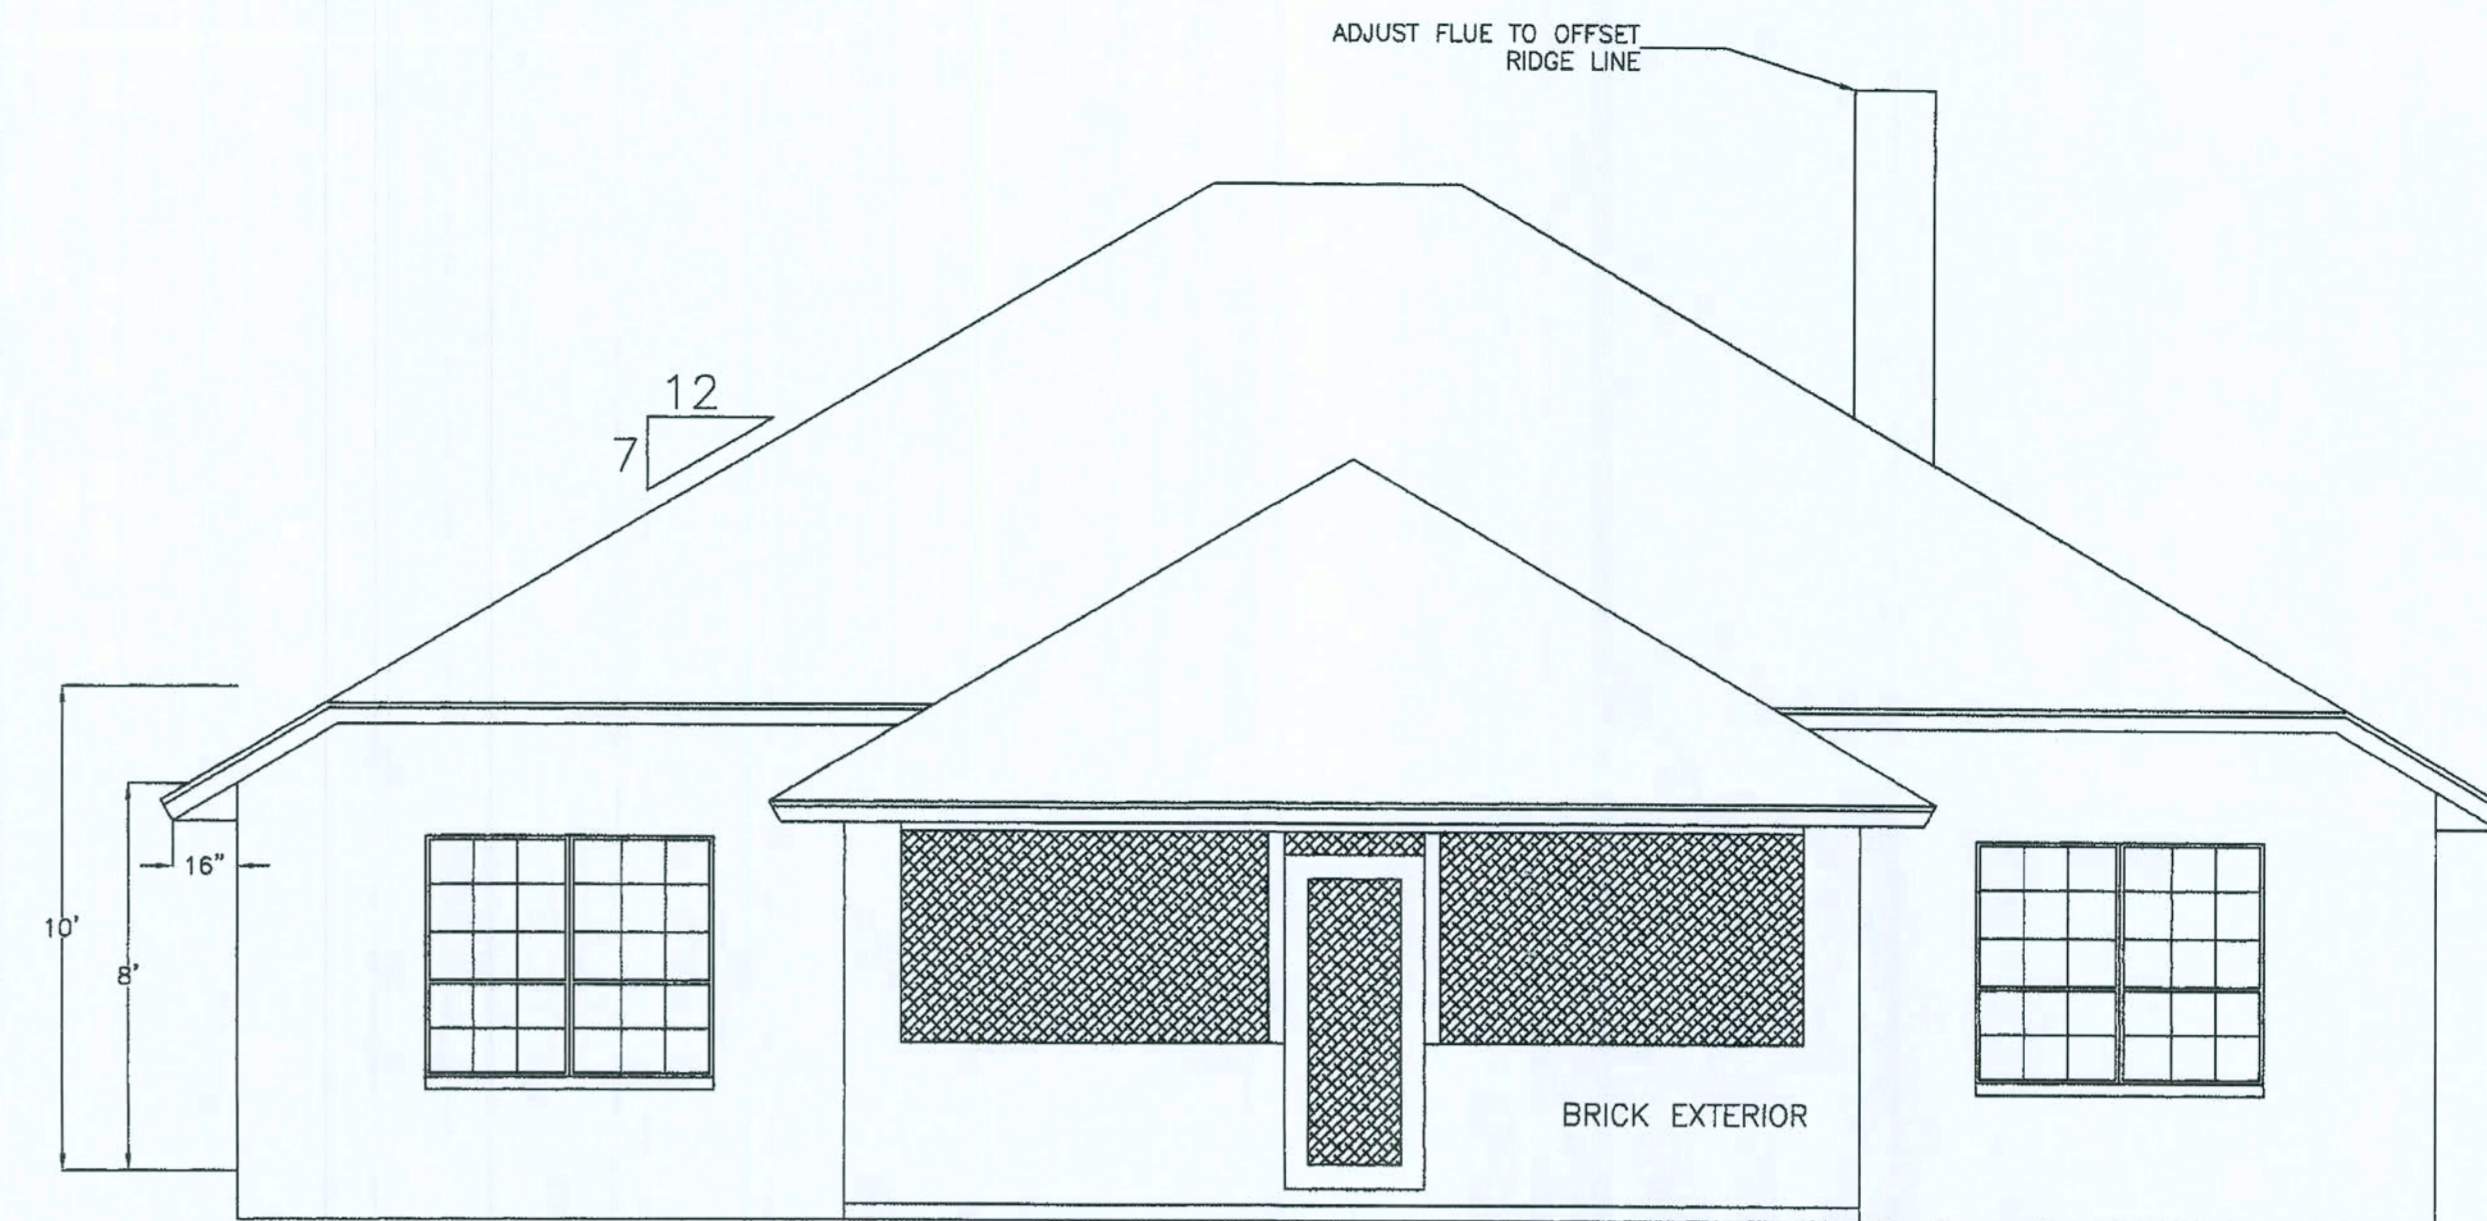 ADJUST FLUE TO OFFSET
RIDGE LINE
12
7
16"
10'
8'
BRICK EXTERIOR